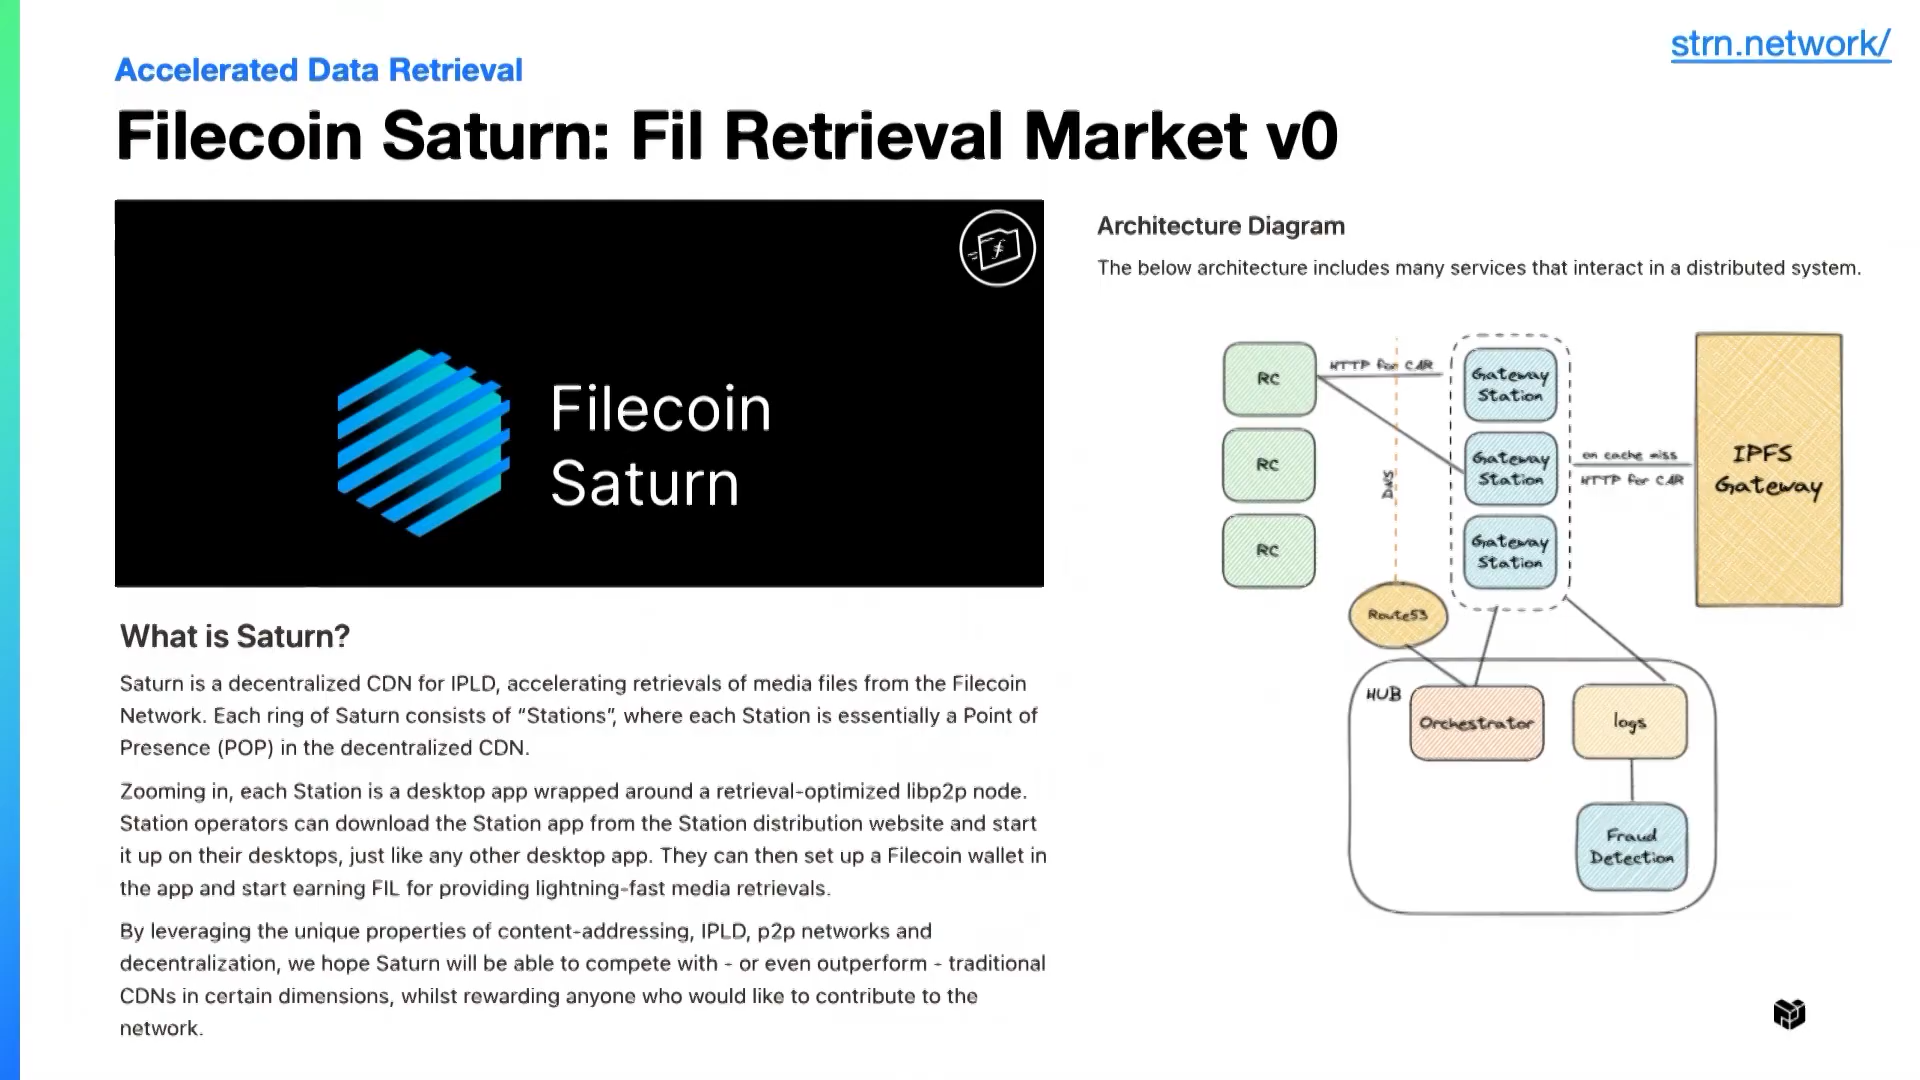 strn.network/
Accelerated Data Retrieval
Filecoin Saturn: Fil Retrieval Market v0
Filecoin
Saturn
What is Saturn?
Saturn is a decentralized CDN for IPLD, accelerating retrievals of media files from the Filecoin
Network. Each ring of Saturn consists of “Stations”, where each Station is essentially a Point of
Presence (POP) in the decentralized CDN.
Zooming in, each Station is a desktop app wrapped around a retrieval-optimized libp2p node.
Station operators can download the Station app from the Station distribution website and start
it up on their desktops, just like any other desktop app. They can then set up a Filecoin wallet in
the app and start earning FIL for providing lightning-fast media retrievals.
By leveraging the unique properties of content-addressing, IPLD, p2p networks and
decentralization, we hope Saturn will be able to compete with - or even outperform - traditional
CDNs in certain dimensions, whilst rewarding anyone who would like to contribute to the
network.
Architecture Diagram
The below architecture includes many services that interact in a distributed system.
RC
RC
RC
HTTP for CAR
DNS
Gateway
Station
Gateway
Station
Gateway
Station
on cache miss
HTTP for CAR
IPFS
Gateway
Route53
HUB
Orchestrator
logs
Fraud
Detection